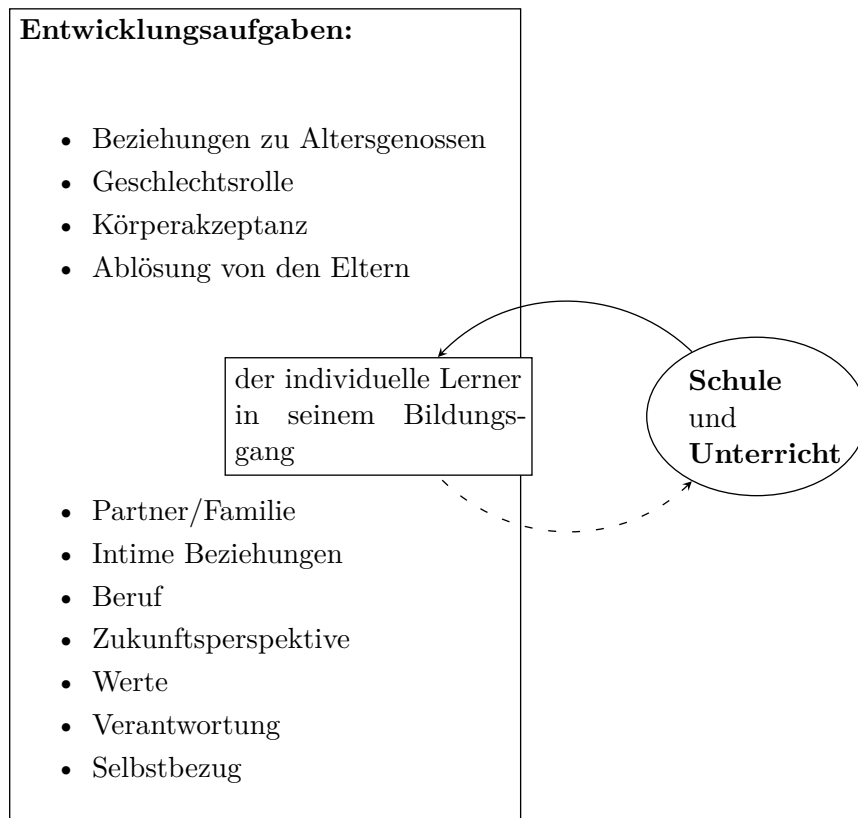 Entwicklungsaufgaben:
• Beziehungen zu Altersgenossen
• Geschlechtsrolle
• Körperakzeptanz
• Ablösung von den Eltern
der individuelle Lerner
in seinem Bildungs-
gang
Schule
und
Unterricht
• Partner/Familie
• Intime Beziehungen
• Beruf
• Zukunftsperspektive
• Werte
• Verantwortung
• Selbstbezug